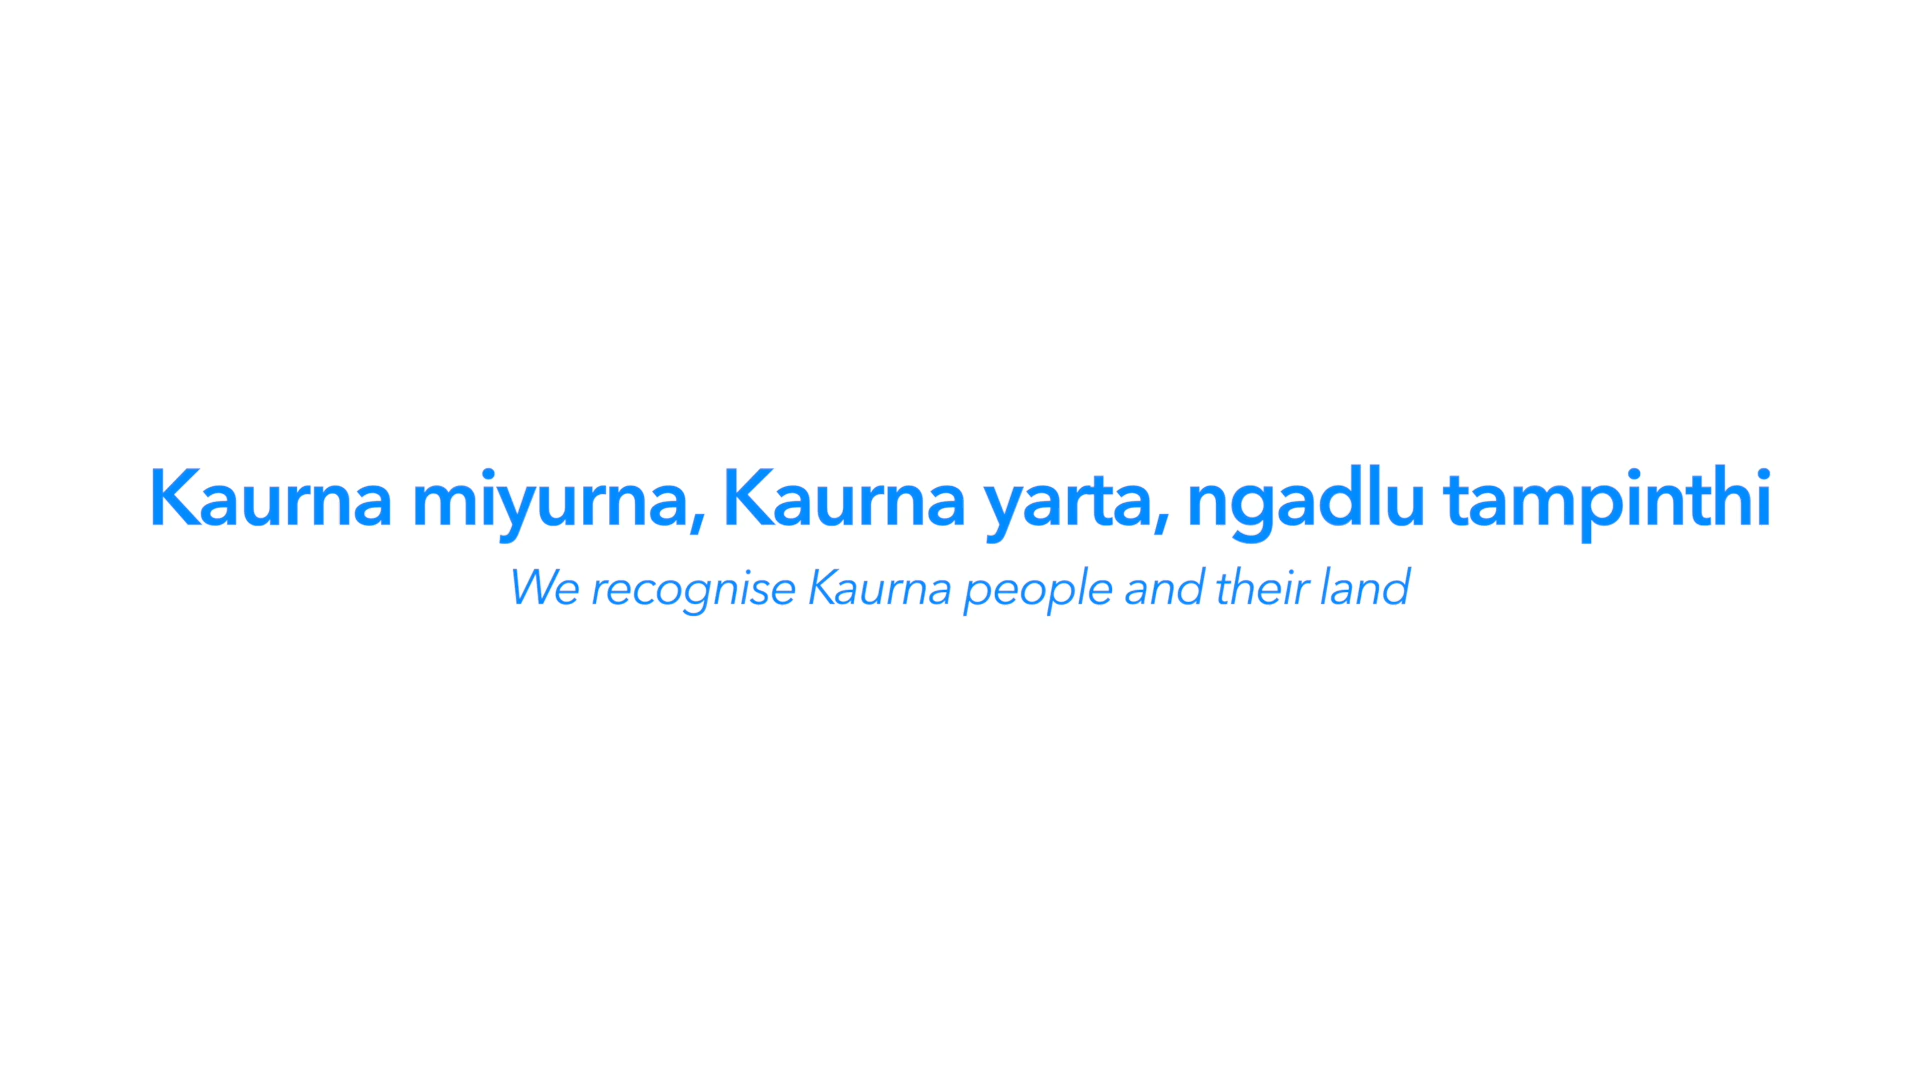 Kaurna miyurna, Kaurna yarta, ngadlu tampinthi
We recognise Kaurna people and their land